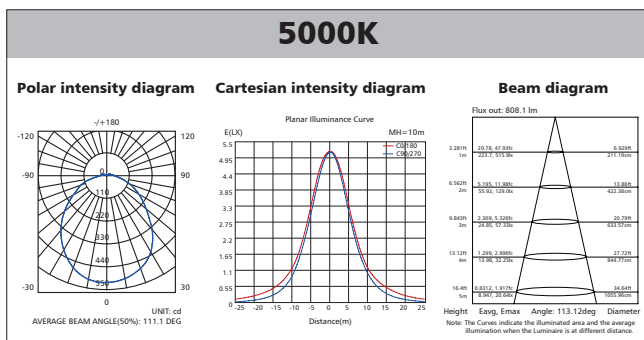 5000K
Polar intensity diagram
Cartesian intensity diagram
Beam diagram
-/+180
-120
120
-90
90
0
110
220
330
440
550
-30
30
0
UNIT: cd
AVERAGE BEAM ANGLE(50%): 111.1 DEG
Planar Illuminance Curve
E(LX)
MH=10m
C0/180
C90/270
5.5
4.95
4.4
3.85
3.3
2.75
2.2
1.65
1.1
0.55
0
-25 -20 -15 -10 -5 0 5 10 15 20 25
Distance(m)
Flux out: 808.1 lm
3.281ft 20.78, 47.93fc 6.929ft
1m 223.7, 515.9lx 211.19cm
6.562ft 5.195, 11.98fc 13.86ft
2m 55.92, 129.0lx 422.38cm
9.843ft 2.309, 5.326fc 20.79ft
3m 24.85, 57.33lx 633.57cm
13.12ft 1.299, 2.996fc 27.72ft
4m 13.98, 32.25lx 844.77cm
16.4ft 0.8312, 1.917fc 34.64ft
5m 8.947, 20.64lx 1055.96cm
Height Eavg, Emax Angle: 113.12deg Diameter
Note: The Curves indicate the illuminated area and the average
illumination when the Luminaire is at different distance.